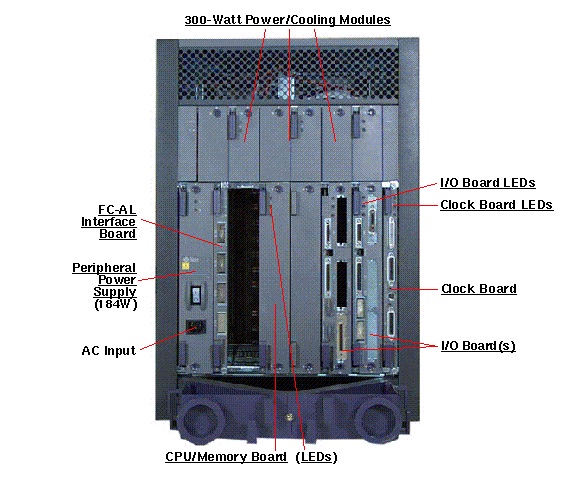 300-Watt Power/Cooling Modules
I/O Board LEDs
Clock Board LEDs
FC-AL
Interface
Board
Peripheral
Power
Supply
(184W)
Clock Board
AC Input
I/O Board(s)
CPU/Memory Board (LEDs)